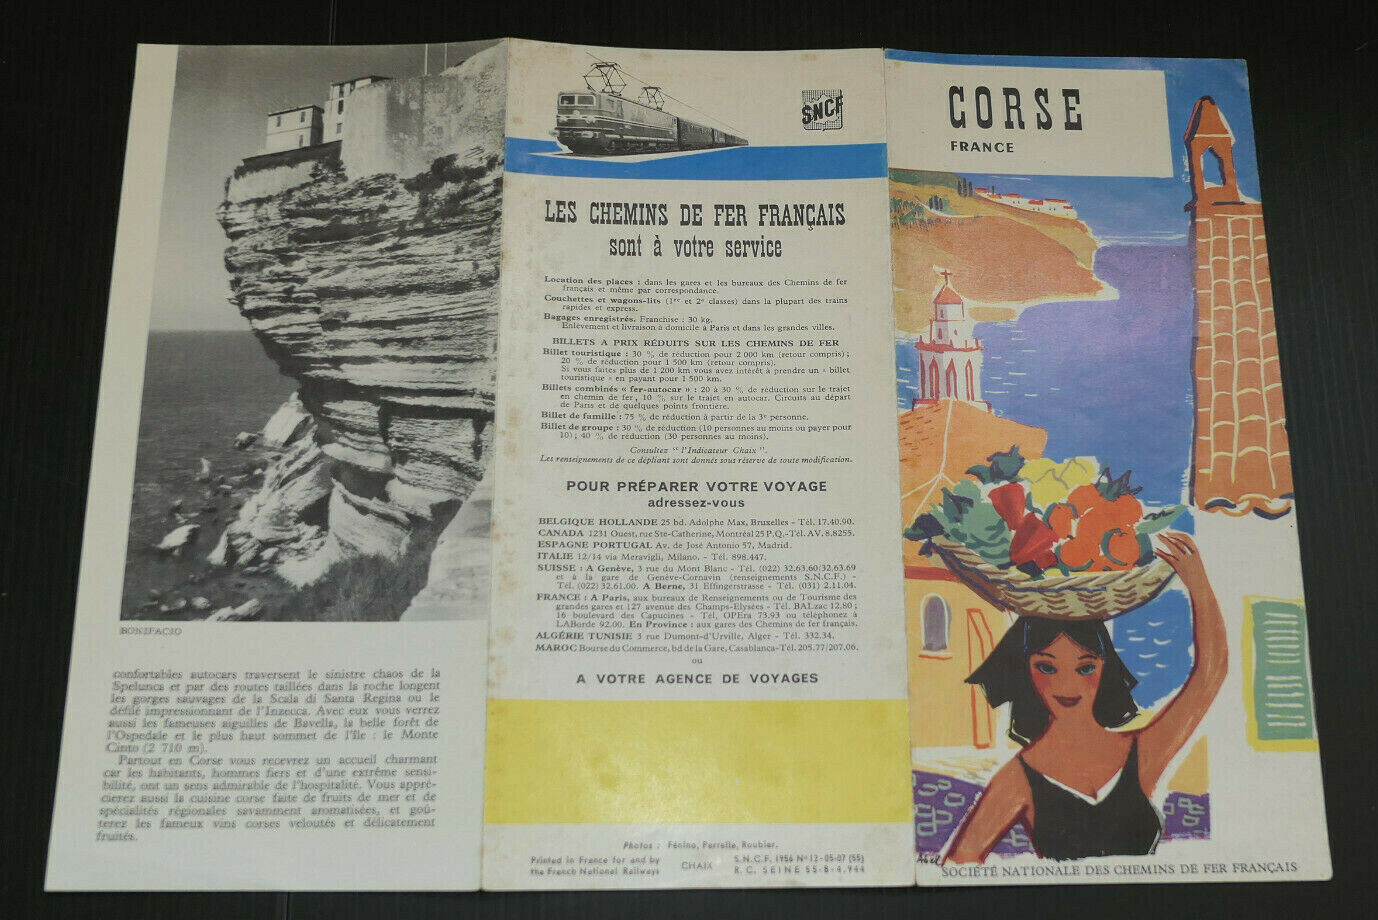 BONIFACIO
confortables autocars traversent le sinistre chaos de la
Spelunca et par des routes taillées dans la roche longent
les gorges sauvages de la Scala di Santa Regina ou le
défilé impressionnant de l'Inzecca. Avec eux vous verrez
aussi les fameuses aiguilles de Bavella, la belle forêt de
l'Ospedale et le plus haut sommet de l'île : le Monte
Cinto (2 710 m).
Partout en Corse vous recevrez un accueil charmant
car les habitants, hommes fiers et d'une extrême sensi-
bilité, ont un sens admirable de l'hospitalité. Vous appré-
cierez aussi la cuisine corse faite de fruits de mer et de
spécialités régionales savamment aromatisées, et goû-
terez les fameux vins corses veloutés et délicatement
fruités.
SNCF
LES CHEMINS DE FER FRANÇAIS
sont à votre service
Location des places : dans les gares et les bureaux des Chemins de fer
français et même par correspondance.
Couchettes et wagons-lits (1re et 2e classes) dans la plupart des trains
rapides et express.
Bagages enregistrés. Franchise : 30 kg.
Enlèvement et livraison à domicile à Paris et dans les grandes villes.
BILLETS A PRIX RÉDUITS SUR LES CHEMINS DE FER
Billet touristique : 30 % de réduction pour 2 000 km (retour compris) ;
20 % de réduction pour 1 500 km (retour compris).
Si vous faites plus de 1 200 km vous avez intérêt à prendre un « billet
touristique » en payant pour 1 500 km.
Billets combinés « fer-autocar » : 20 à 30 % de réduction sur le trajet
en chemin de fer, 10 % sur le trajet en autocar. Circuits au départ
de Paris et de quelques points frontière.
Billet de famille : 75 % de réduction à partir de la 3e personne.
Billet de groupe : 30 % de réduction (10 personnes au moins ou payer pour
10) ; 40 % de réduction (30 personnes au moins).
Consultez "l'Indicateur Chaix".
Les renseignements de ce dépliant sont donnés sous réserve de toute modification.
POUR PRÉPARER VOTRE VOYAGE
adressez-vous
BELGIQUE HOLLANDE 25 bd. Adolphe Max, Bruxelles - Tél. 17.40.90.
CANADA 1231 Ouest, rue Ste-Catherine, Montréal 25 P.Q.-Tél. AV. 8.8255.
ESPAGNE PORTUGAL Av. de José Antonio 57, Madrid.
ITALIE 12/14 via Meravigli, Milano. - Tél. 898.447.
SUISSE : A Genève, 3 rue du Mont Blanc - Tél. (022) 32.63.60/32.63.69
et à la gare de Genève-Cornavin (renseignements S.N.C.F.) -
Tél. (022) 32.61.00. A Berne, 31 Effingerstrasse - Tél. (031) 2.11.04.
FRANCE : A Paris, aux bureaux de Renseignements ou de Tourisme des
grandes gares et 127 avenue des Champs-Elysées - Tél. BALzac 12.80 ;
16 boulevard des Capucines - Tél, OPEra 73.93 ou téléphonez à
LABorde 92.00. En Province : aux gares des Chemins de fer français.
ALGÉRIE TUNISIE 3 rue Dumont-d'Urville, Alger - Tél. 332.34.
MAROC Bourse du Commerce, bd de la Gare, Casablanca-Tél. 205.77/207.06.
ou
A VOTRE AGENCE DE VOYAGES
Photos : Fénino, Perrelle, Roubier.
Printed in France for and by
the French National Railways
CHAIX
S.N.C.F. 1956 Nº 12-05-07 (55)
R. C. SEINE 55-B-4.944
CORSE
FRANCE
Abel
SOCIÉTÉ NATIONALE DES CHEMINS DE FER FRANÇAIS